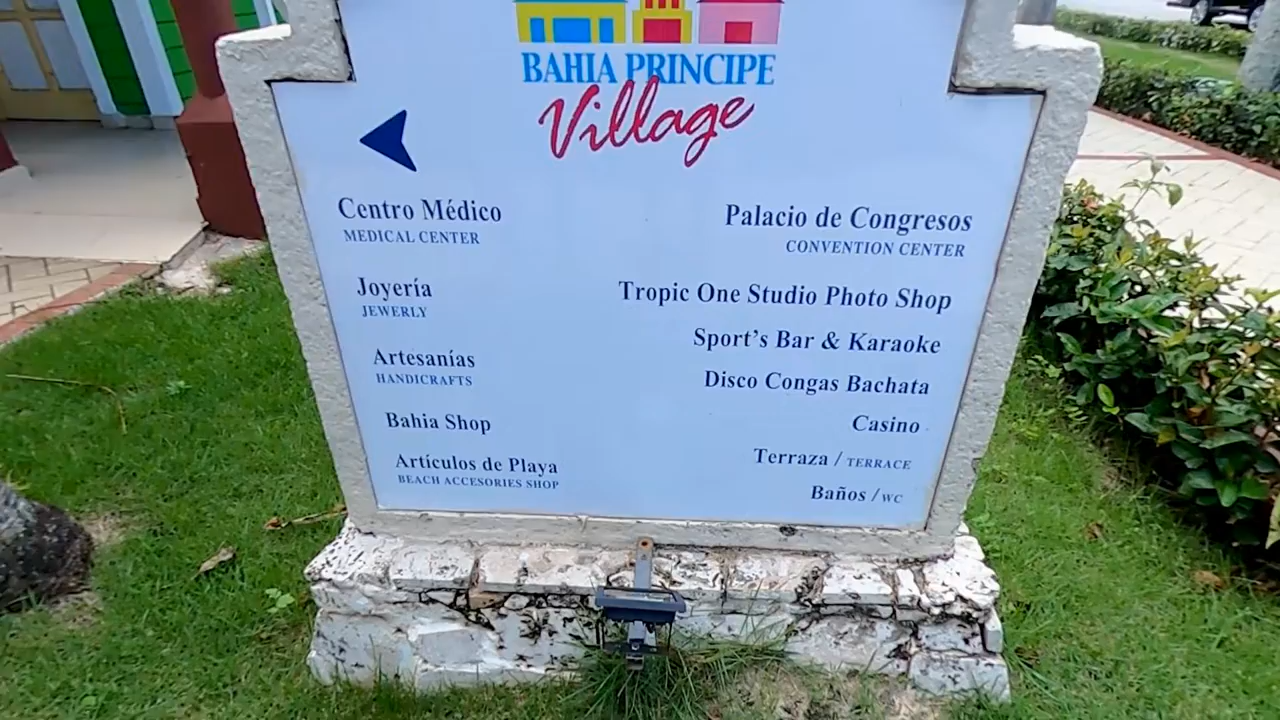 BAHIA PRINCIPE
Village
Centro Médico
MEDICAL CENTER
Joyería
JEWERLY
Artesanías
HANDICRAFTS
Bahia Shop
Artículos de Playa
BEACH ACCESORIES SHOP
Palacio de Congresos
CONVENTION CENTER
Tropic One Studio Photo Shop
Sport's Bar & Karaoke
Disco Congas Bachata
Casino
Terraza / TERRACE
Baños / WC